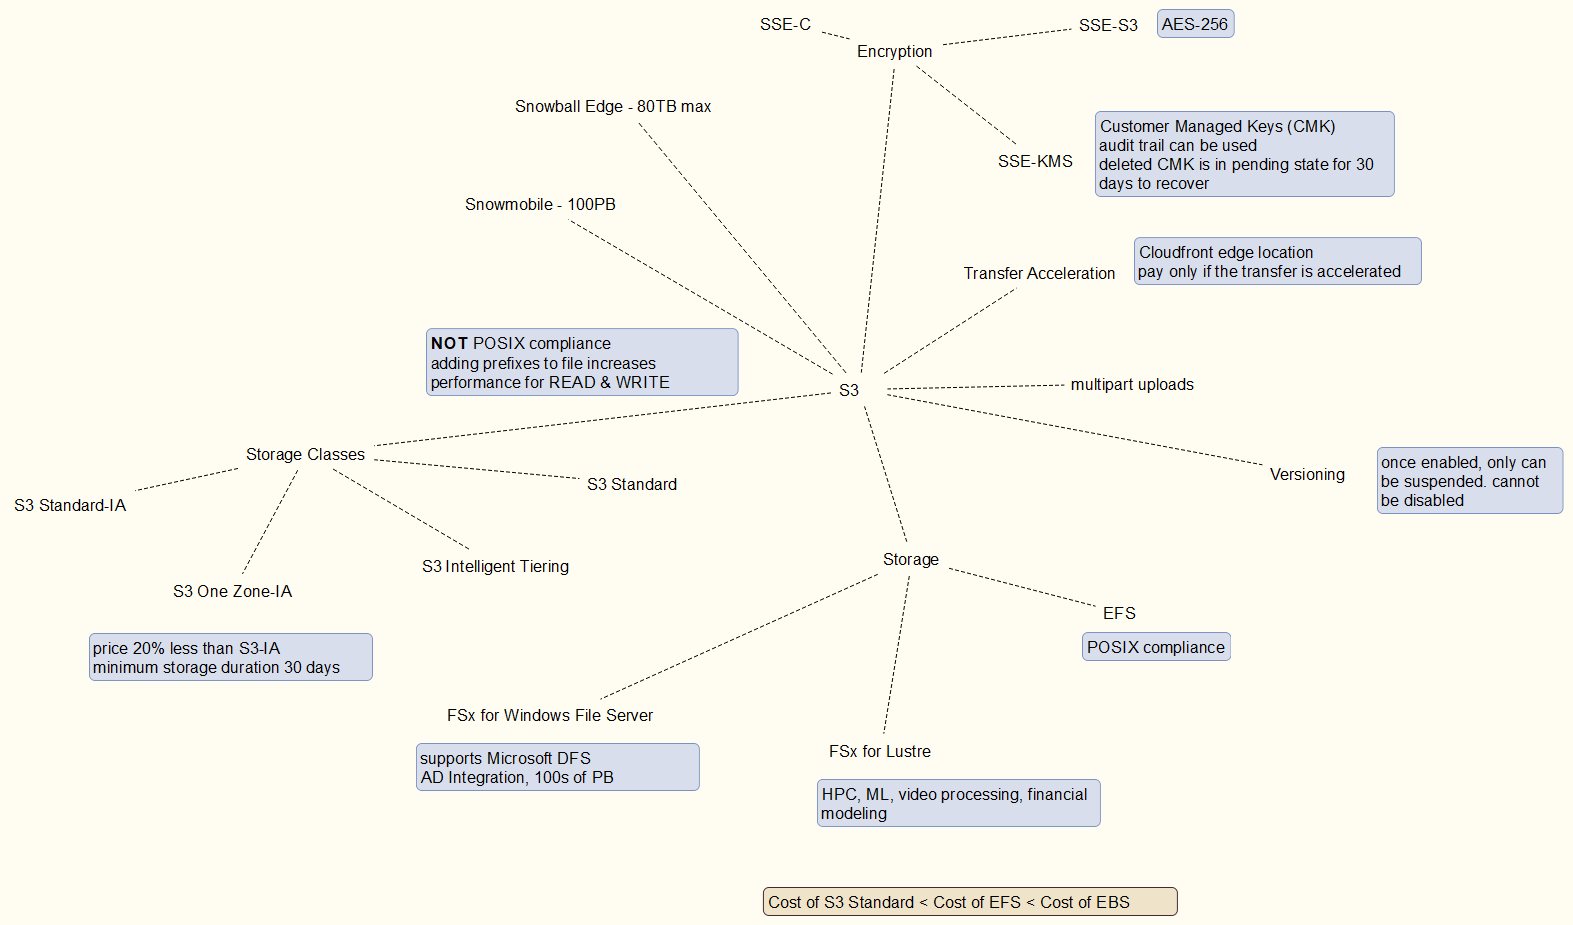 SSE-C
SSE-S3
AES-256
Encryption
Snowball Edge - 80TB max
Customer Managed Keys (CMK)
audit trail can be used
deleted CMK is in pending state for 30
days to recover
SSE-KMS
Snowmobile - 100PB
Cloudfront edge location
pay only if the transfer is accelerated
Transfer Acceleration
NOT POSIX compliance
adding prefixes to file increases
performance for READ & WRITE
S3
multipart uploads
Storage Classes
S3 Standard
Versioning
once enabled, only can
be suspended. cannot
be disabled
S3 Standard-IA
S3 Intelligent Tiering
Storage
S3 One Zone-IA
EFS
POSIX compliance
price 20% less than S3-IA
minimum storage duration 30 days
FSx for Windows File Server
supports Microsoft DFS
AD Integration, 100s of PB
FSx for Lustre
HPC, ML, video processing, financial
modeling
Cost of S3 Standard < Cost of EFS < Cost of EBS